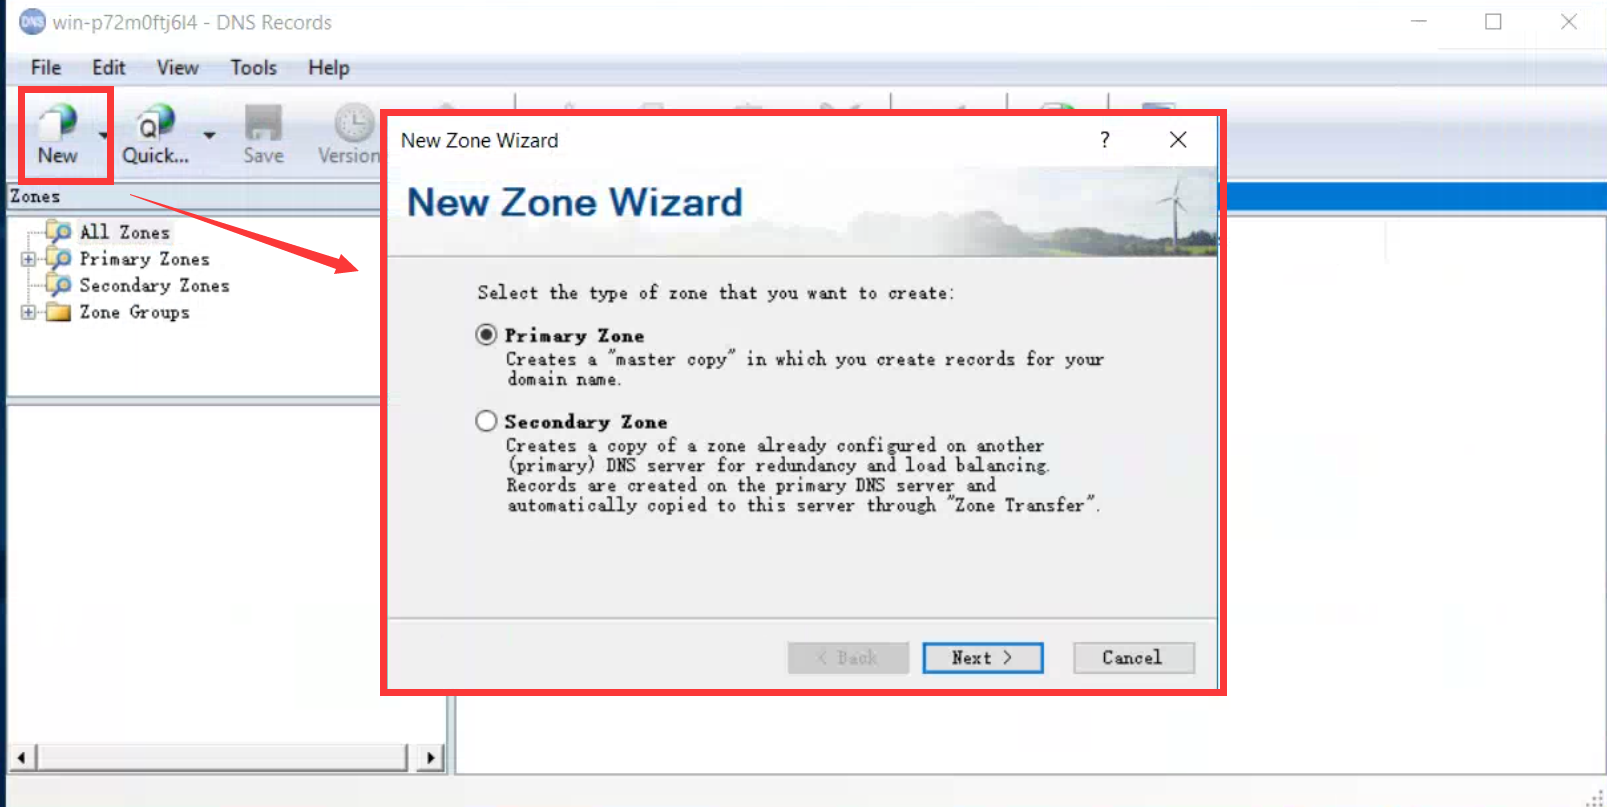 DNS win-p72m0ftj6l4 - DNS Records
File Edit View Tools Help
New Quick... Save Version
Zones
All Zones
Primary Zones
Secondary Zones
Zone Groups
New Zone Wizard ?
New Zone Wizard
Select the type of zone that you want to create:
Primary Zone
Creates a "master copy" in which you create records for your
domain name.
Secondary Zone
Creates a copy of a zone already configured on another
(primary) DNS server for redundancy and load balancing.
Records are created on the primary DNS server and
automatically copied to this server through "Zone Transfer".
< Back Next > Cancel